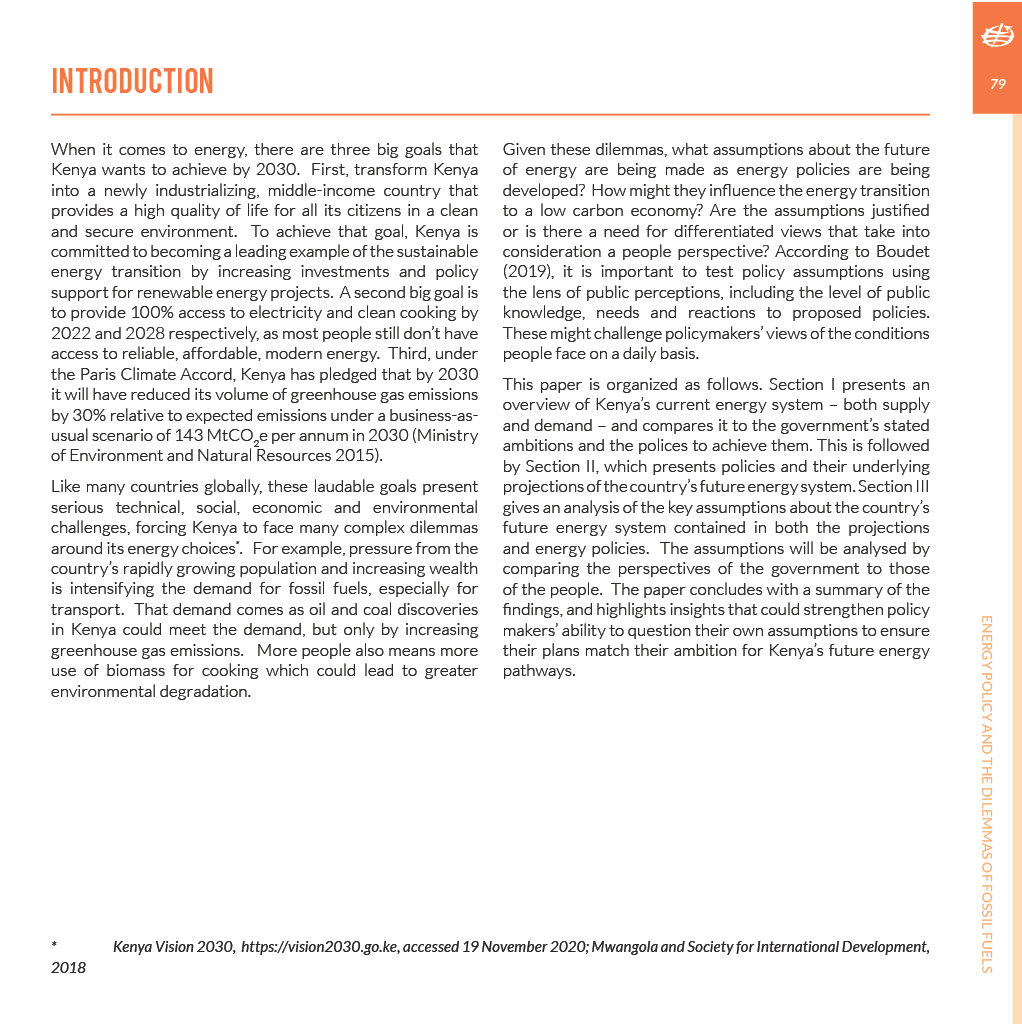 79
INTRODUCTION
When it comes to energy, there are three big goals that
Kenya wants to achieve by 2030. First, transform Kenya
into a newly industrializing, middle-income country that
provides a high quality of life for all its citizens in a clean
and secure environment. To achieve that goal, Kenya is
committed to becoming a leading example of the sustainable
energy transition by increasing investments and policy
support for renewable energy projects. A second big goal is
to provide 100% access to electricity and clean cooking by
2022 and 2028 respectively, as most people still don't have
access to reliable, affordable, modern energy. Third, under
the Paris Climate Accord, Kenya has pledged that by 2030
it will have reduced its volume of greenhouse gas emissions
by 30% relative to expected emissions under a business-as-
usual scenario of 143 MtCO₂e per annum in 2030 (Ministry
of Environment and Natural Resources 2015).
Like many countries globally, these laudable goals present
serious technical, social, economic and environmental
challenges, forcing Kenya to face many complex dilemmas
around its energy choices*. For example, pressure from the
country's rapidly growing population and increasing wealth
is intensifying the demand for fossil fuels, especially for
transport. That demand comes as oil and coal discoveries
in Kenya could meet the demand, but only by increasing
greenhouse gas emissions. More people also means more
use of biomass for cooking which could lead to greater
environmental degradation.
Given these dilemmas, what assumptions about the future
of energy are being made as energy policies are being
developed? How might they influence the energy transition
to a low carbon economy? Are the assumptions justified
or is there a need for differentiated views that take into
consideration a people perspective? According to Boudet
(2019), it is important to test policy assumptions using
the lens of public perceptions, including the level of public
knowledge, needs and reactions to proposed policies.
These might challenge policymakers' views of the conditions
people face on a daily basis.
This paper is organized as follows. Section I presents an
overview of Kenya's current energy system – both supply
and demand – and compares it to the government's stated
ambitions and the polices to achieve them. This is followed
by Section II, which presents policies and their underlying
projections of the country's future energy system. Section III
gives an analysis of the key assumptions about the country's
future energy system contained in both the projections
and energy policies. The assumptions will be analysed by
comparing the perspectives of the government to those
of the people. The paper concludes with a summary of the
findings, and highlights insights that could strengthen policy
makers' ability to question their own assumptions to ensure
their plans match their ambition for Kenya's future energy
pathways.
ENERGY POLICY AND THE DILEMMAS OF FOSSIL FUELS
* Kenya Vision 2030, https://vision2030.go.ke, accessed 19 November 2020; Mwangola and Society for International Development,
2018